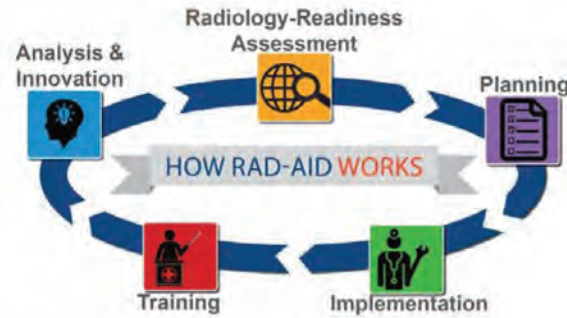 Radiology-Readiness
Assessment
Analysis &
Innovation
Planning
HOW RAD-AID WORKS
Training
Implementation